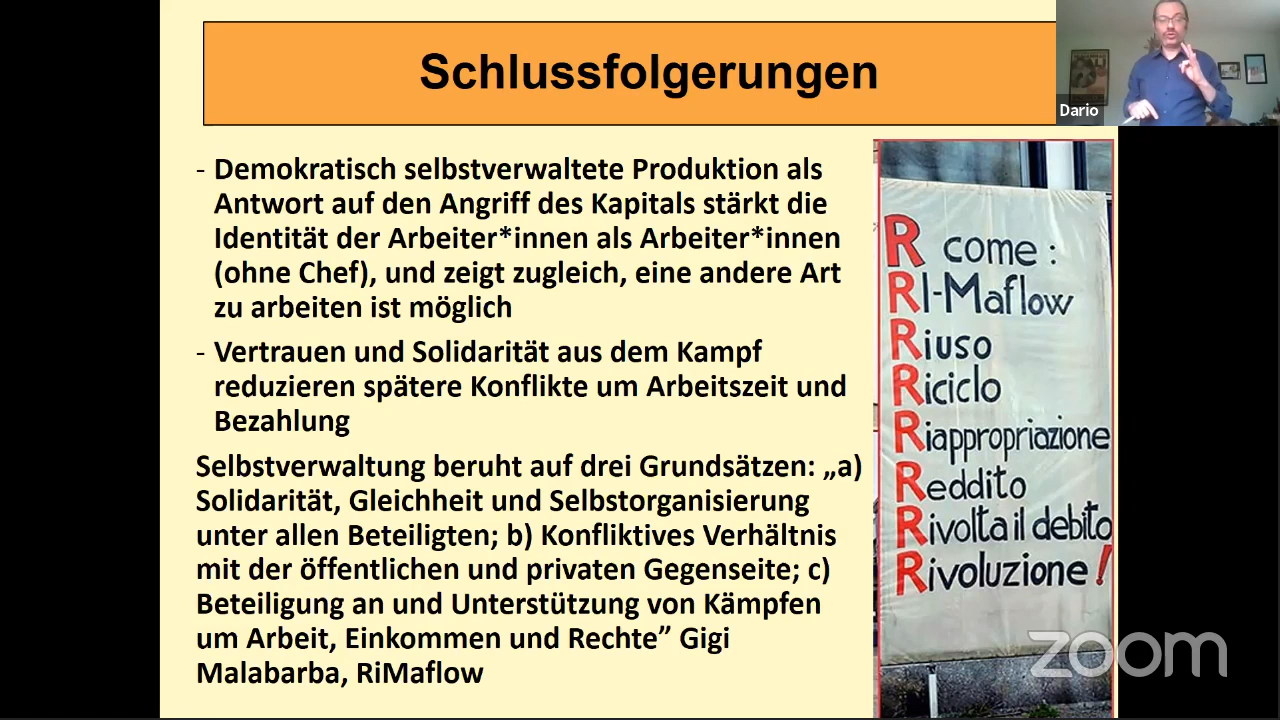 Schlussfolgerungen
Dario
- Demokratisch selbstverwaltete Produktion als
Antwort auf den Angriff des Kapitals stärkt die
Identität der Arbeiter*innen als Arbeiter*innen
(ohne Chef), und zeigt zugleich, eine andere Art
zu arbeiten ist möglich
- Vertrauen und Solidarität aus dem Kampf
reduzieren spätere Konflikte um Arbeitszeit und
Bezahlung
Selbstverwaltung beruht auf drei Grundsätzen: „a)
Solidarität, Gleichheit und Selbstorganisierung
unter allen Beteiligten; b) Konfliktives Verhältnis
mit der öffentlichen und privaten Gegenseite; c)
Beteiligung an und Unterstützung von Kämpfen
um Arbeit, Einkommen und Rechte” Gigi
Malabarba, RiMaflow
R come :
RI-Maflow
Riuso
Riciclo
Riappropriazione
Reddito
Rivolta il debito
Rivoluzione !
zoom